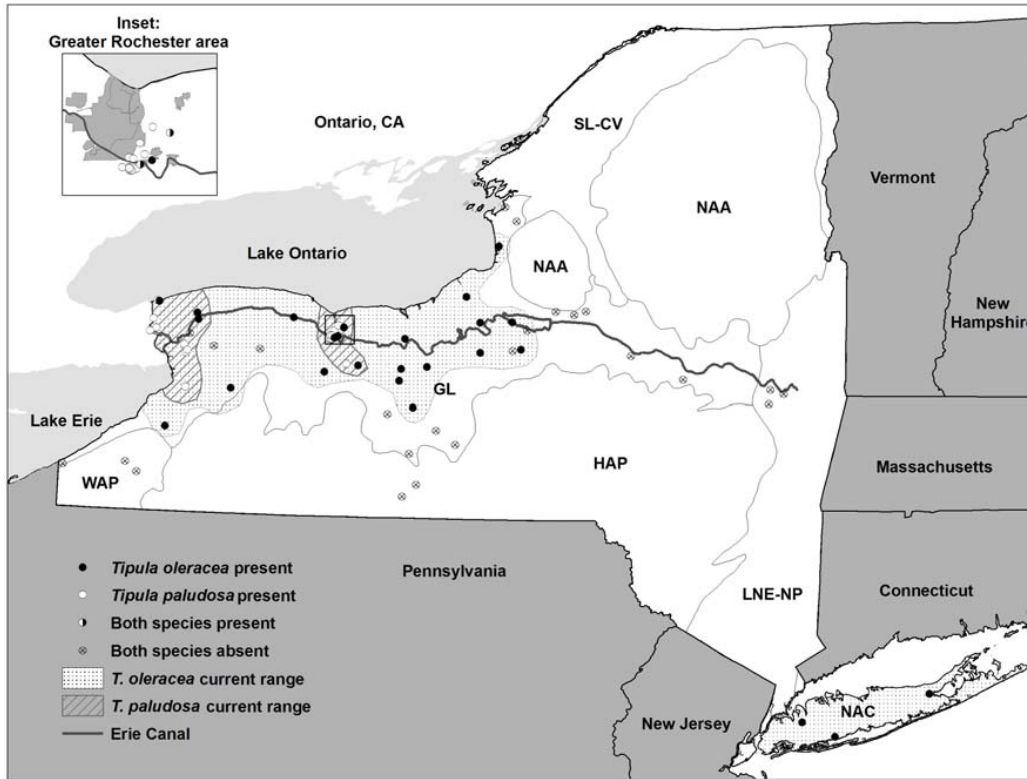 Inset:
Greater Rochester area
Ontario, CA
SL-CV
NAA
Vermont
Lake Ontario
NAA
New
Hampshire
GL
Lake Erie
WAP
HAP
Massachusetts
Pennsylvania
LNE-NP
Connecticut
New Jersey
NAC
Tipula oleracea present
Tipula paludosa present
Both species present
Both species absent
T. oleracea current range
T. paludosa current range
Erie Canal